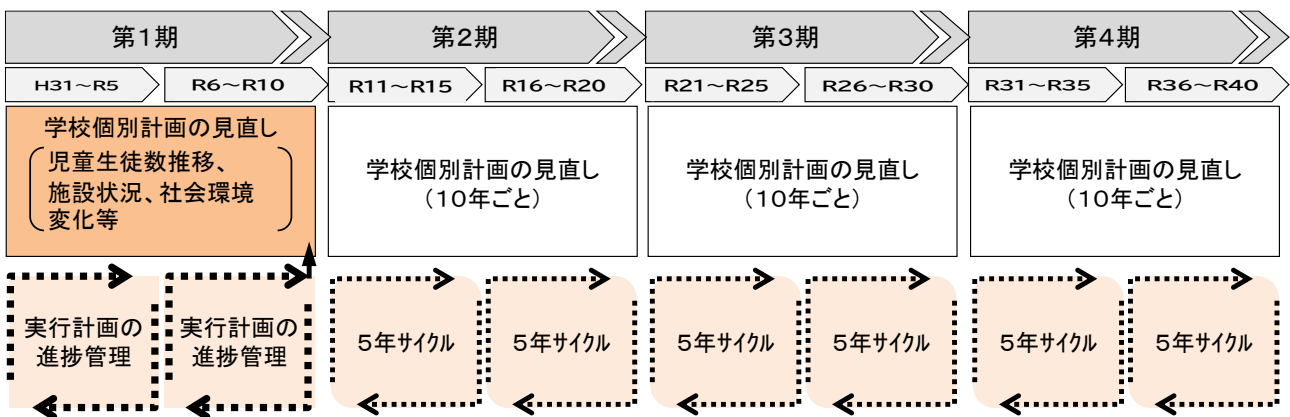 第1期
第2期
第3期
第4期
H31～R5
R6～R10
R11～R15
R16～R20
R21～R25
R26～R30
R31～R35
R36～R40
学校個別計画の見直し
児童生徒数推移、
施設状況、社会環境
変化等
学校個別計画の見直し
（10年ごと）
学校個別計画の見直し
（10年ごと）
学校個別計画の見直し
（10年ごと）
実行計画の
進捗管理
実行計画の
進捗管理
5年サイクル
5年サイクル
5年サイクル
5年サイクル
5年サイクル
5年サイクル